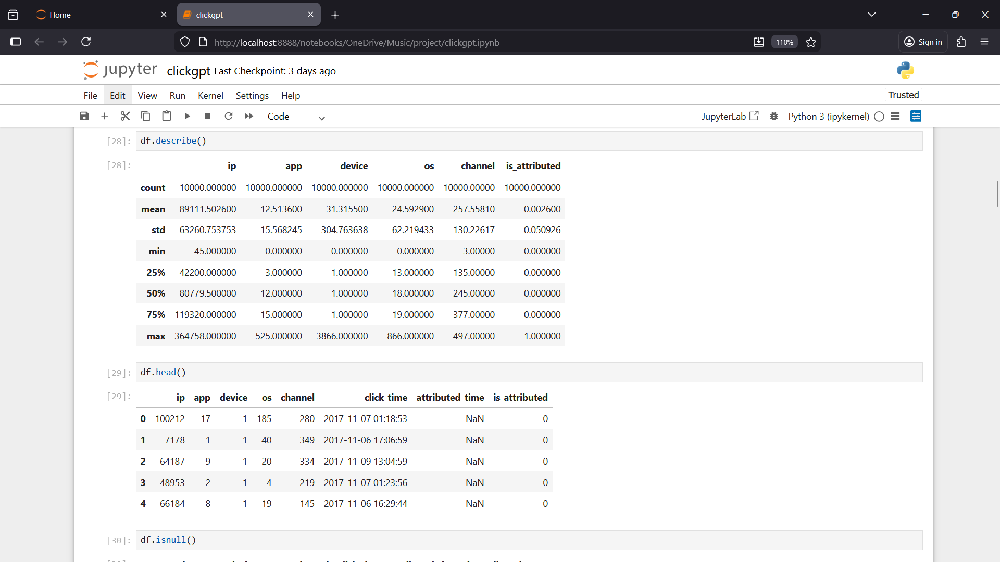 Home
clickgpt
http://localhost:8888/notebooks/OneDrive/Music/project/clickgpt.ipynb
110%
Sign in
jupyter clickgpt Last Checkpoint: 3 days ago
File Edit View Run Kernel Settings Help
Trusted
Code
JupyterLab
Python 3 (ipykernel)
[28]: df.describe()
[28]: ip app device os channel is_attributed
count 10000.000000 10000.000000 10000.000000 10000.000000 10000.00000 10000.000000
mean 89111.502600 12.513600 31.315500 24.592900 257.55810 0.002600
std 63260.753753 15.568245 304.763638 62.219433 130.22617 0.050926
min 45.000000 0.000000 0.000000 0.000000 3.00000 0.000000
25% 42200.000000 3.000000 1.000000 13.000000 135.00000 0.000000
50% 80779.500000 12.000000 1.000000 18.000000 245.00000 0.000000
75% 119320.000000 15.000000 1.000000 19.000000 377.00000 0.000000
max 364758.000000 525.000000 3866.000000 866.000000 497.00000 1.000000
[29]: df.head()
[29]: ip app device os channel click_time attributed_time is_attributed
0 100212 17 1 185 280 2017-11-07 01:18:53 NaN 0
1 7178 1 1 40 349 2017-11-06 17:06:59 NaN 0
2 64187 9 1 20 334 2017-11-09 13:04:59 NaN 0
3 48953 2 1 4 219 2017-11-07 01:23:56 NaN 0
4 66184 8 1 19 145 2017-11-06 16:29:44 NaN 0
[30]: df.isnull()